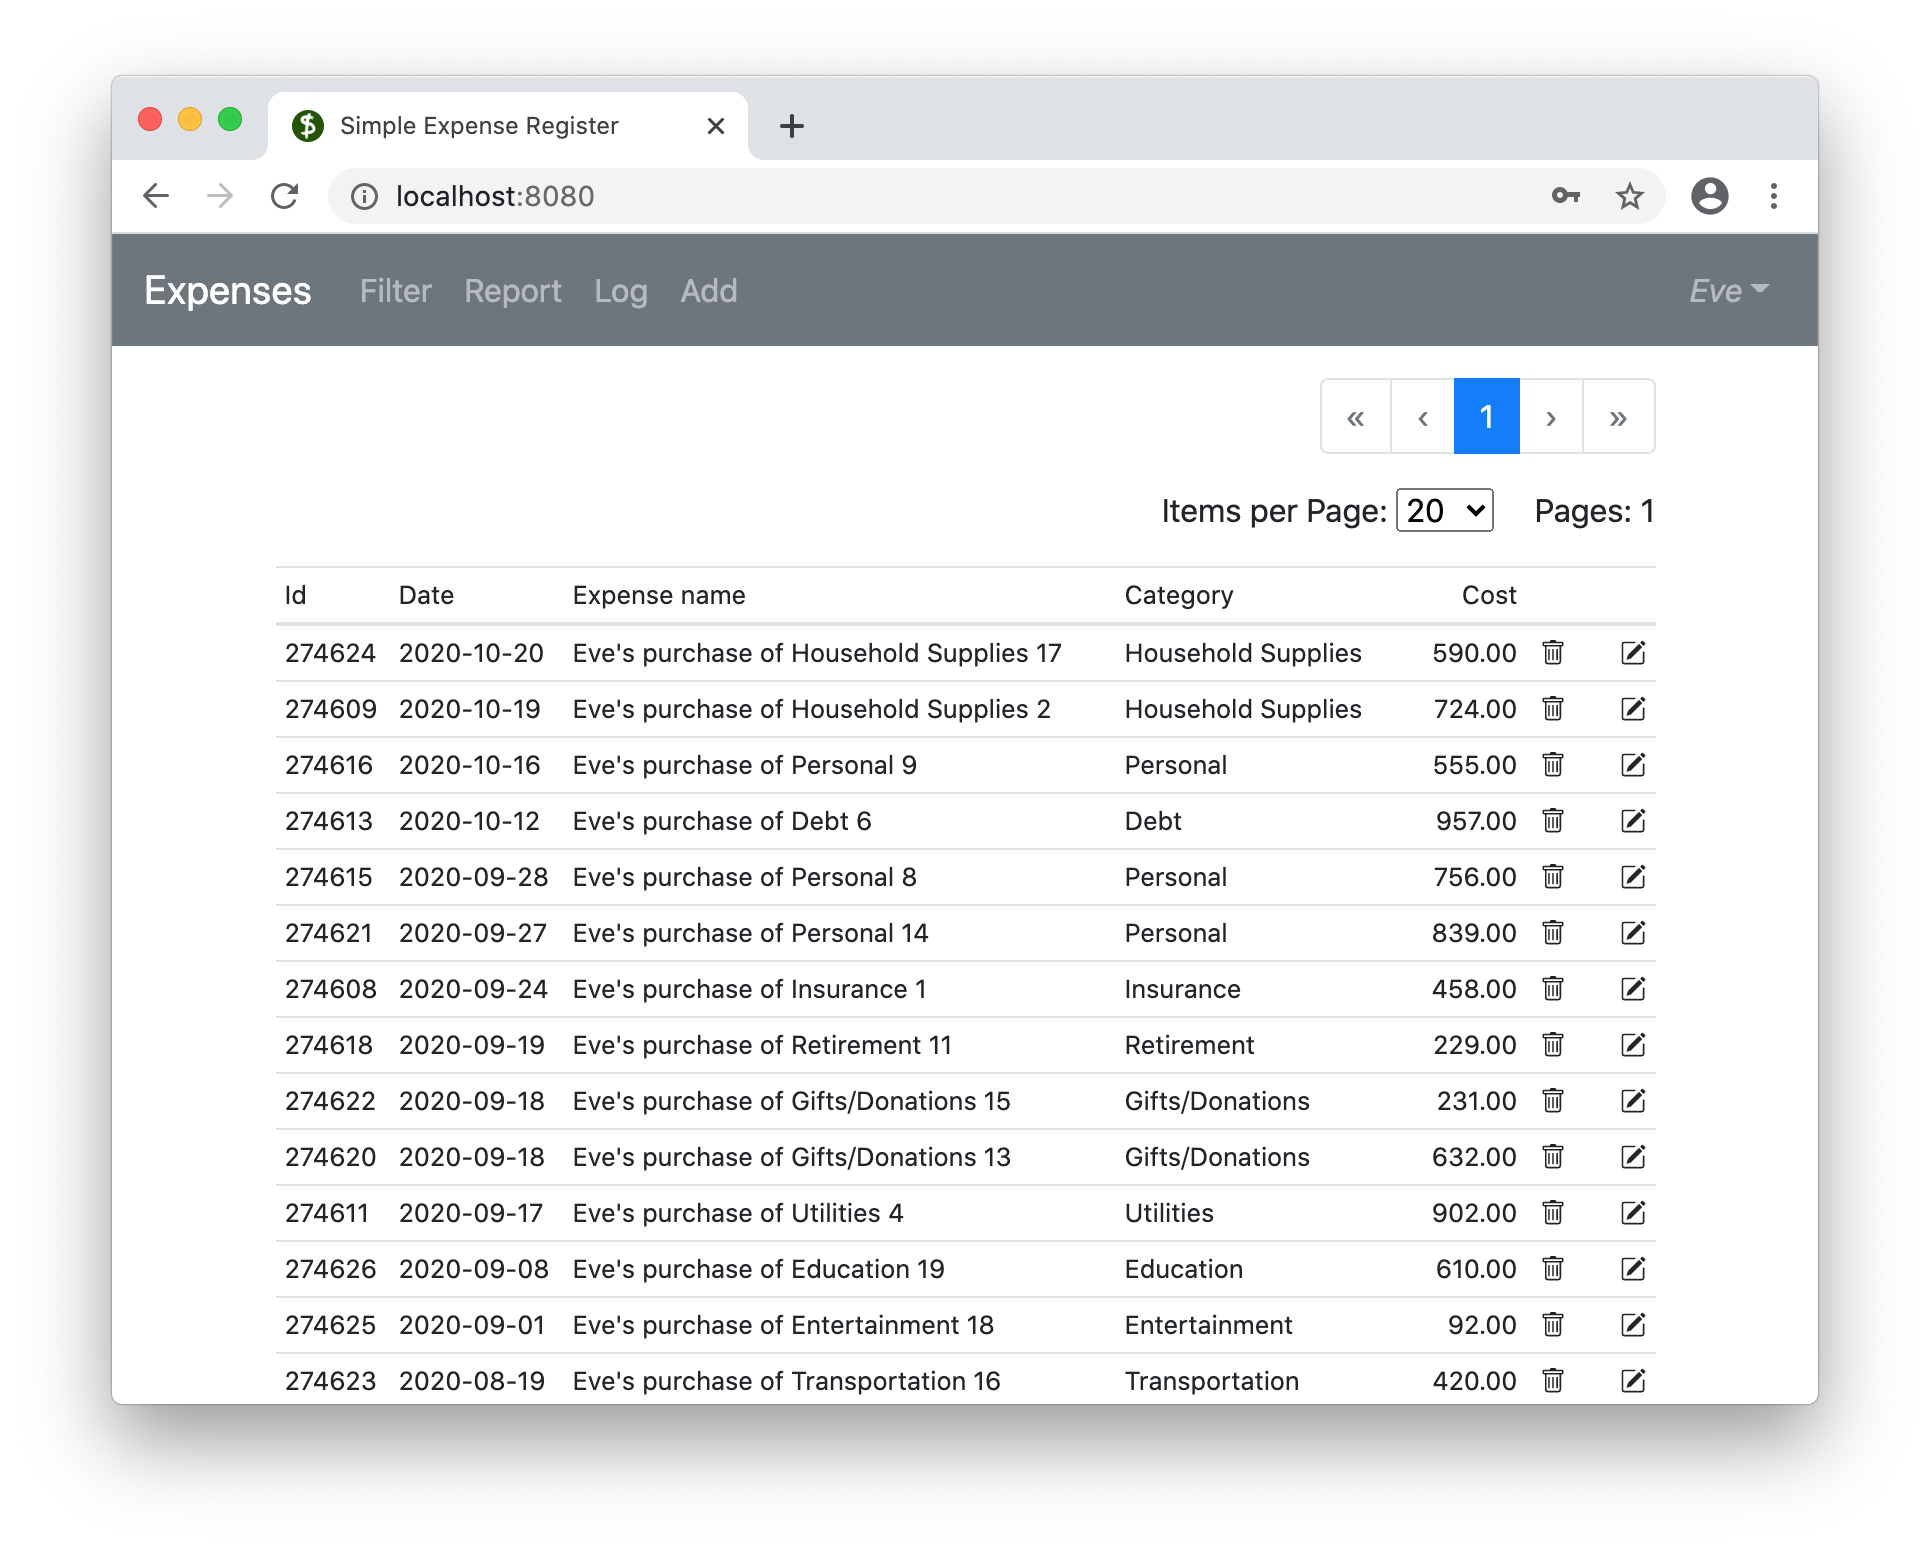 Simple Expense Register
localhost:8080
Expenses Filter Report Log Add Eve
« ‹ 1 › »
Items per Page: 20 Pages: 1
Id Date Expense name Category Cost
274624 2020-10-20 Eve's purchase of Household Supplies 17 Household Supplies 590.00
274609 2020-10-19 Eve's purchase of Household Supplies 2 Household Supplies 724.00
274616 2020-10-16 Eve's purchase of Personal 9 Personal 555.00
274613 2020-10-12 Eve's purchase of Debt 6 Debt 957.00
274615 2020-09-28 Eve's purchase of Personal 8 Personal 756.00
274621 2020-09-27 Eve's purchase of Personal 14 Personal 839.00
274608 2020-09-24 Eve's purchase of Insurance 1 Insurance 458.00
274618 2020-09-19 Eve's purchase of Retirement 11 Retirement 229.00
274622 2020-09-18 Eve's purchase of Gifts/Donations 15 Gifts/Donations 231.00
274620 2020-09-18 Eve's purchase of Gifts/Donations 13 Gifts/Donations 632.00
274611 2020-09-17 Eve's purchase of Utilities 4 Utilities 902.00
274626 2020-09-08 Eve's purchase of Education 19 Education 610.00
274625 2020-09-01 Eve's purchase of Entertainment 18 Entertainment 92.00
274623 2020-08-19 Eve's purchase of Transportation 16 Transportation 420.00